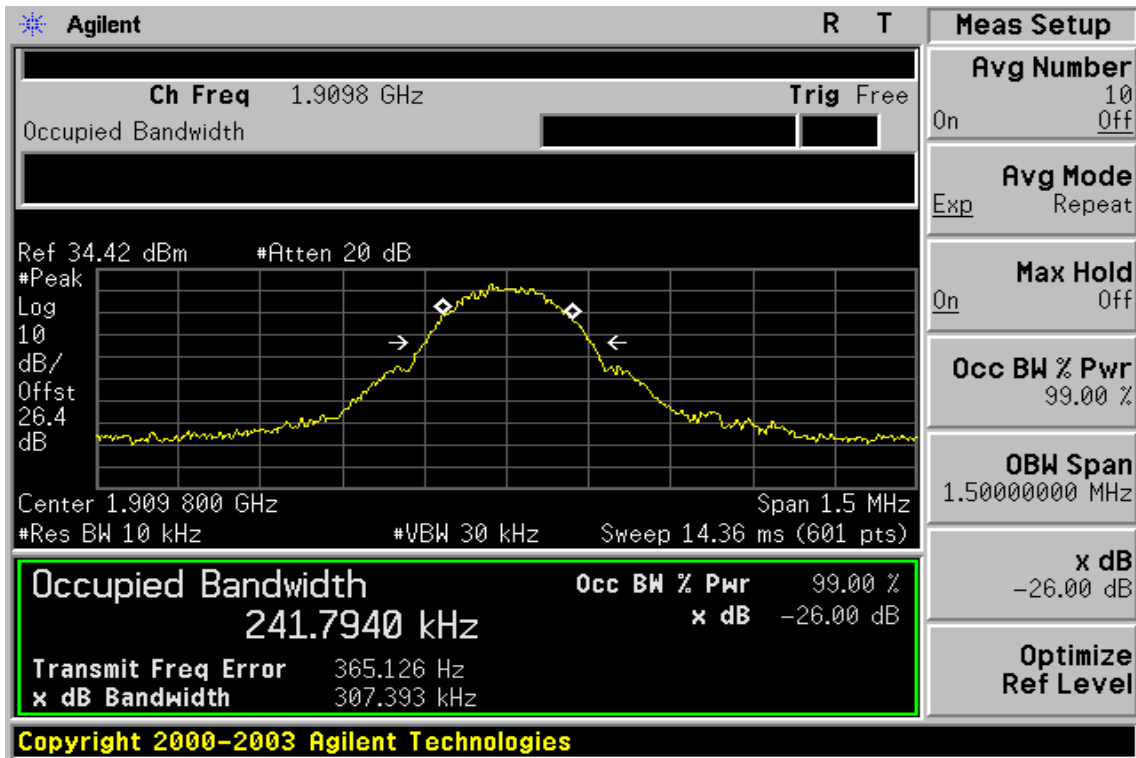 Agilent R T
Ch Freq 1.9098 GHz Trig Free
Occupied Bandwidth
Ref 34.42 dBm #Atten 20 dB
#Peak
Log
10
dB/
Offst
26.4
dB
Center 1.909 800 GHz Span 1.5 MHz
#Res BW 10 kHz #VBW 30 kHz Sweep 14.36 ms (601 pts)
Occupied Bandwidth Occ BW % Pwr 99.00 %
241.7940 kHz x dB -26.00 dB
Transmit Freq Error 365.126 Hz
x dB Bandwidth 307.393 kHz
Copyright 2000-2003 Agilent Technologies
Meas Setup
Avg Number
10
On Off
Avg Mode
Exp Repeat
Max Hold
On Off
Occ BW % Pwr
99.00 %
OBW Span
1.50000000 MHz
x dB
-26.00 dB
Optimize
Ref Level